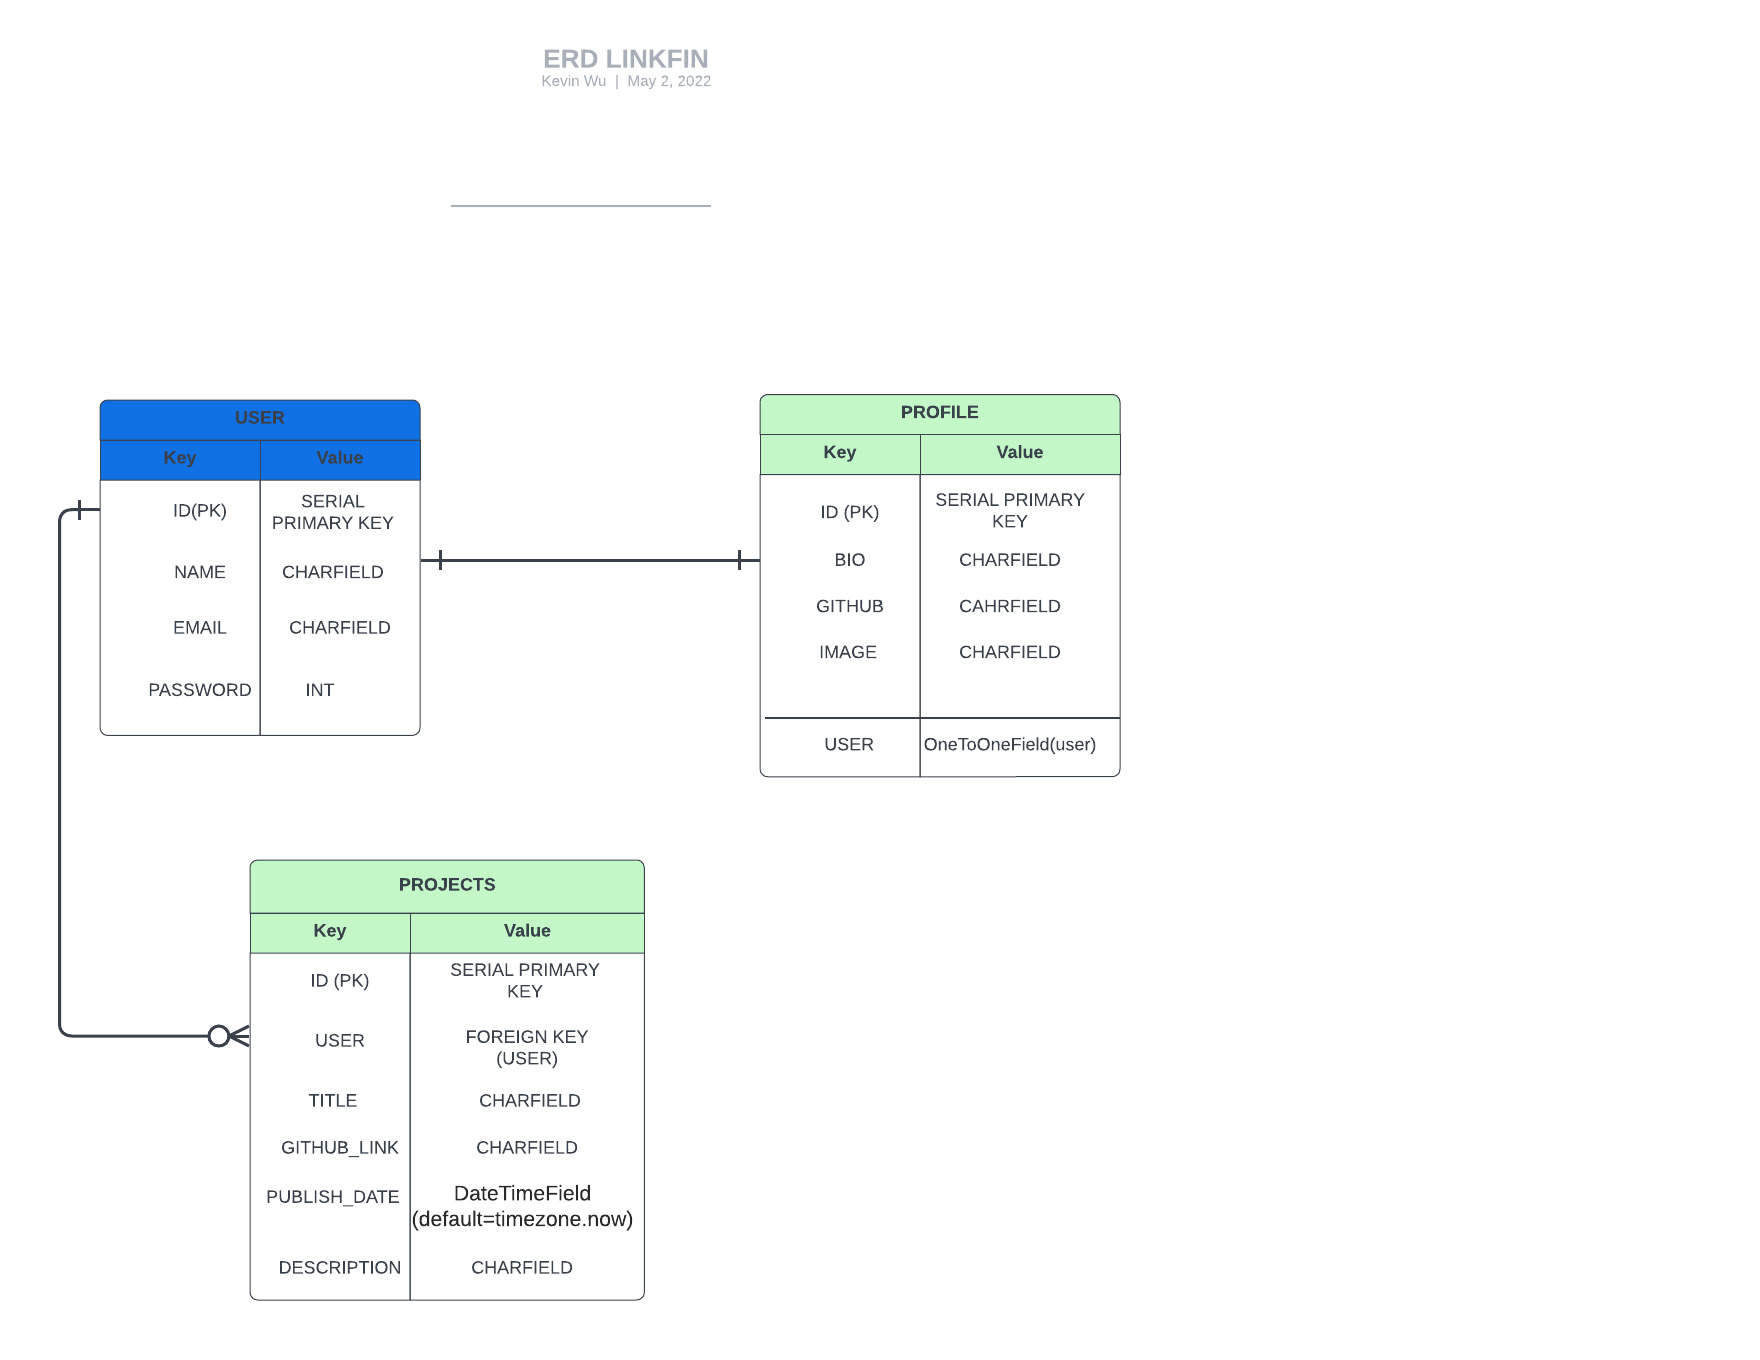 ERD LINKFIN
Kevin Wu | May 2, 2022
USER
Key Value
ID(PK) SERIAL
PRIMARY KEY
NAME CHARFIELD
EMAIL CHARFIELD
PASSWORD INT
PROFILE
Key Value
ID (PK) SERIAL PRIMARY
KEY
BIO CHARFIELD
GITHUB CAHRFIELD
IMAGE CHARFIELD
USER OneToOneField(user)
PROJECTS
Key Value
ID (PK) SERIAL PRIMARY
KEY
USER FOREIGN KEY
(USER)
TITLE CHARFIELD
GITHUB_LINK CHARFIELD
PUBLISH_DATE DateTimeField
(default=timezone.now)
DESCRIPTION CHARFIELD